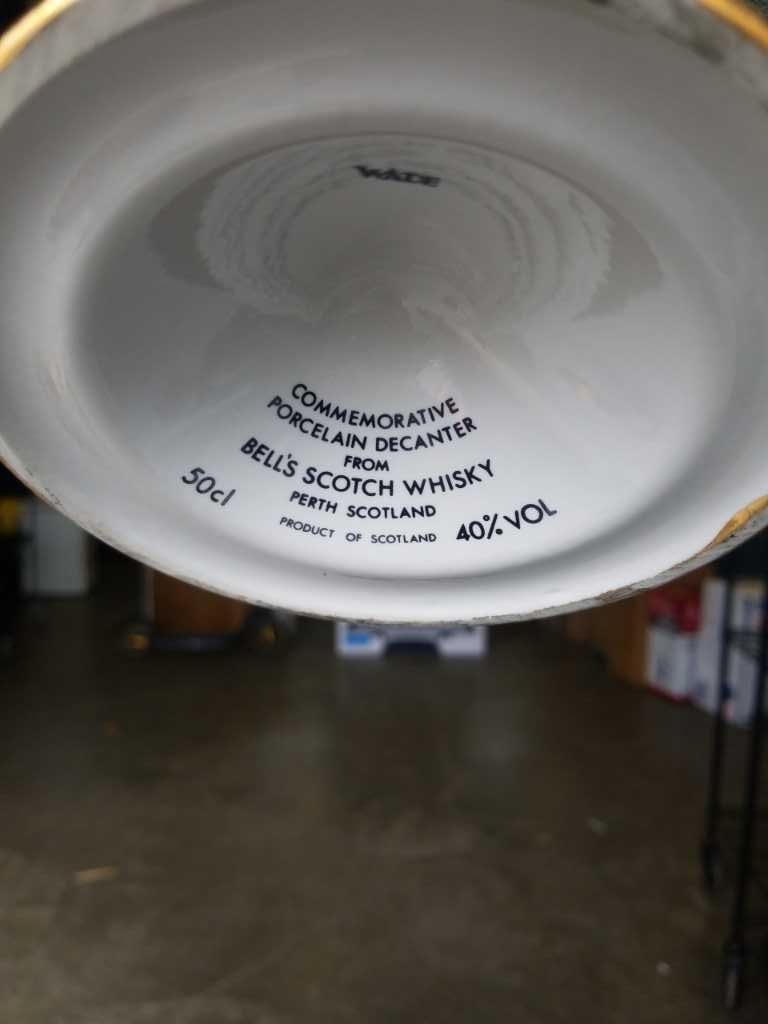 WADE
COMMEMORATIVE
PORCELAIN DECANTER
FROM
BELL'S SCOTCH WHISKY
PERTH SCOTLAND
50cl
PRODUCT OF SCOTLAND
40% VOL